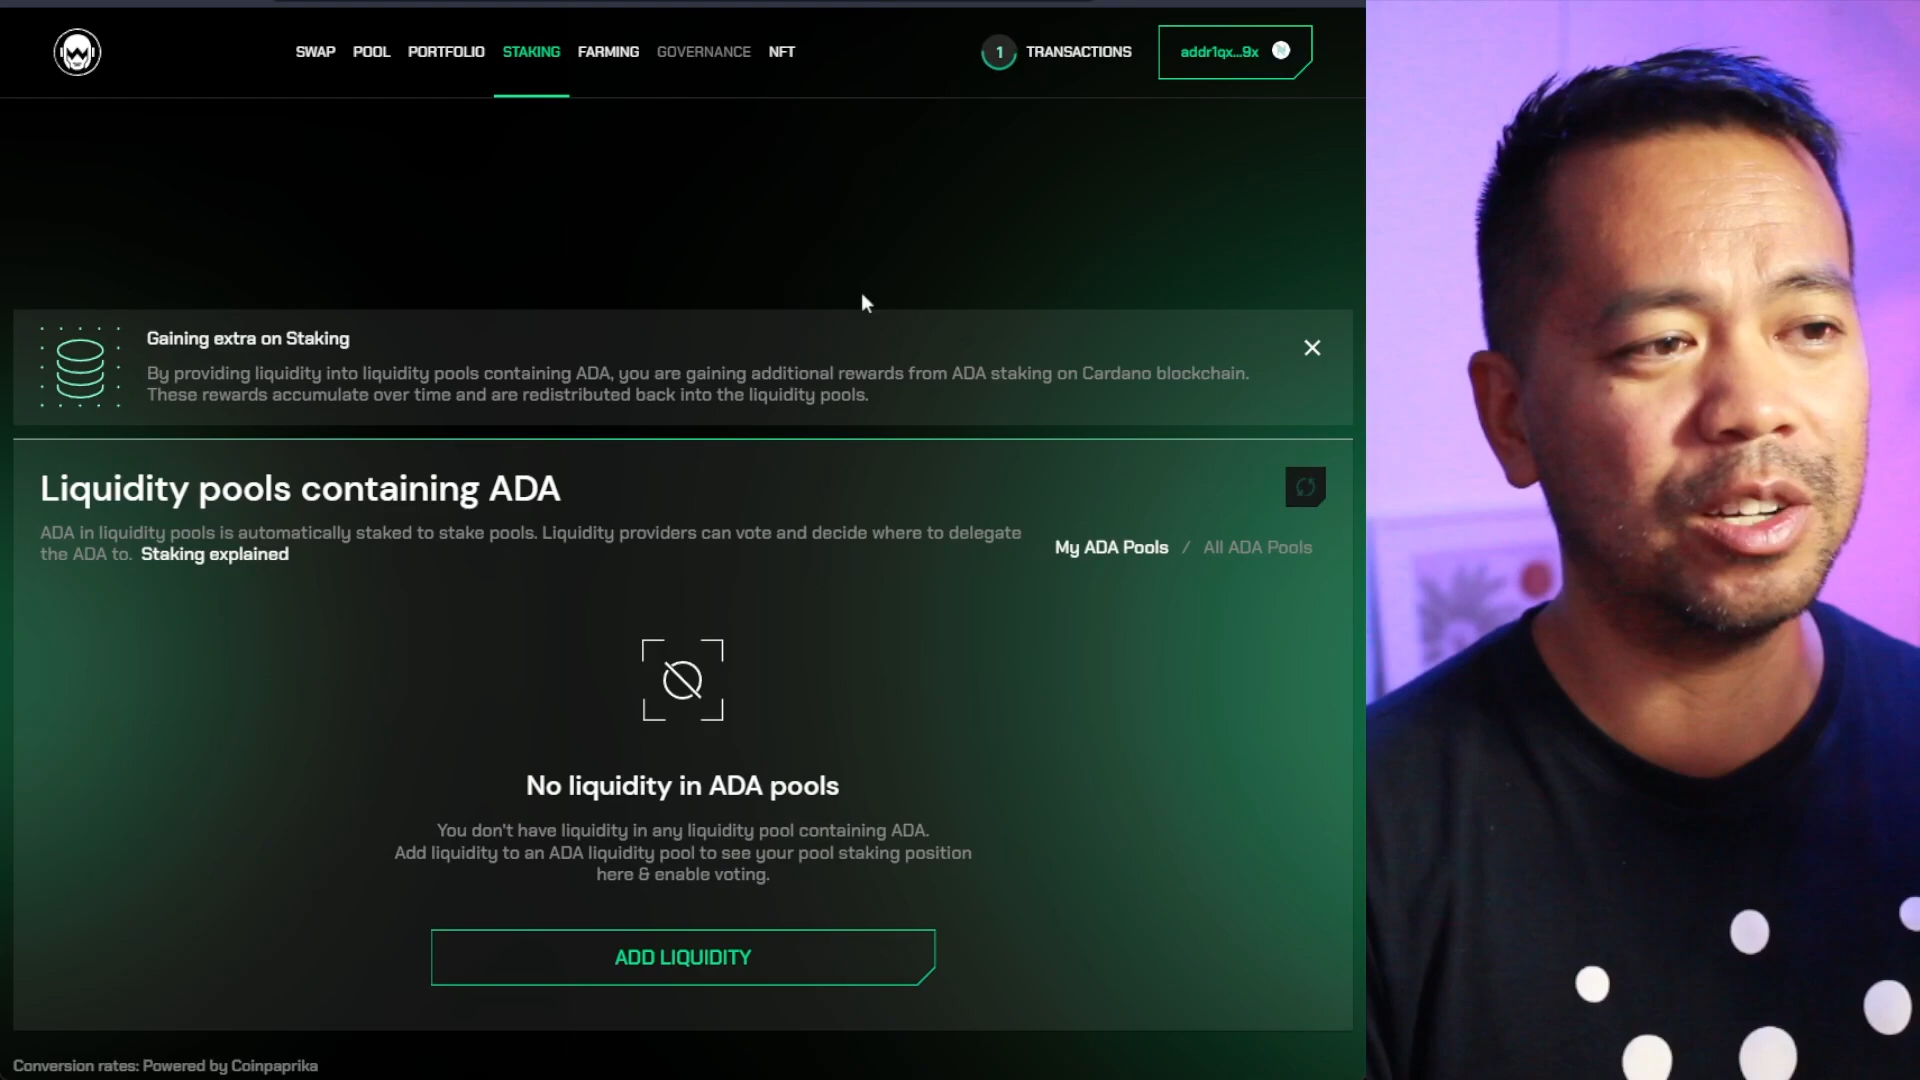 SWAP POOL PORTFOLIO STAKING FARMING GOVERNANCE NFT
1 TRANSACTIONS
addr1qx...9x
Gaining extra on Staking
By providing liquidity into liquidity pools containing ADA, you are gaining additional rewards from ADA staking on Cardano blockchain.
These rewards accumulate over time and are redistributed back into the liquidity pools.
Liquidity pools containing ADA
ADA in liquidity pools is automatically staked to stake pools. Liquidity providers can vote and decide where to delegate
the ADA to. Staking explained
My ADA Pools / All ADA Pools
No liquidity in ADA pools
You don't have liquidity in any liquidity pool containing ADA.
Add liquidity to an ADA liquidity pool to see your pool staking position
here & enable voting.
ADD LIQUIDITY
Conversion rates: Powered by Coinpaprika